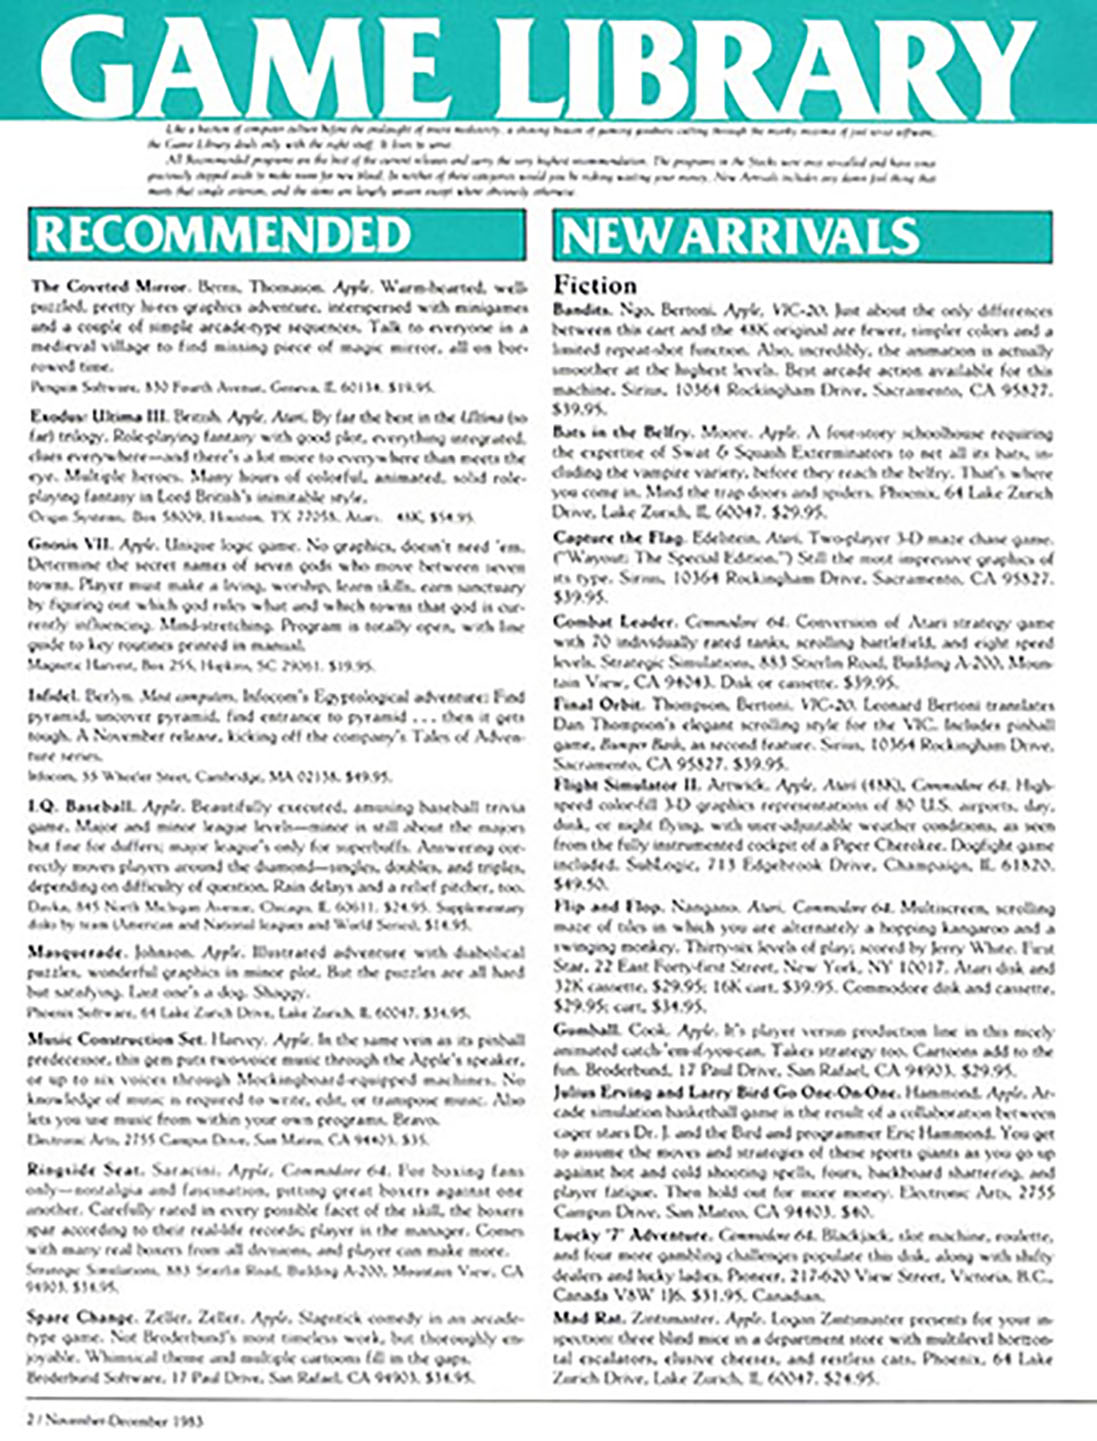 GAME LIBRARY
Like a bastion of computer culture before the onslaught of mere mediocrity, a shining beacon of gaming goodness cutting through the murky of just software,
the Game Library deals only with the right stuff. It lives to serve.
All Recommended programs are the best of the current releases and carry the very highest recommendation. The programs in the Stacks were once revealed and have since
graciously stepped aside to make room for new blood. In neither of these categories would you be risking wasting your money. New Arrivals includes any damn fool thing that
meets that single criterion, and the items are largely unseen except where obviously otherwise.
RECOMMENDED
The Coveted Mirror. Berns, Thomason. Apple. Warm-hearted, well-
puzzled, pretty hi-res graphics adventure, interspersed with minigames
and a couple of simple arcade-type sequences. Talk to everyone in a
medieval village to find missing piece of magic mirror, all on bor-
rowed time.
Penguin Software, 830 Fourth Avenue, Geneva, IL 60134. $19.95.
Exodus: Ultima III. British. Apple, Atari. By far the best in the Ultima (so
far) trilogy. Role-playing fantasy with good plot, everything integrated,
clues everywhere—and there's a lot more to everywhere than meets the
eye. Multiple heroes. Many hours of colorful, animated, solid role-
playing fantasy in Lord British's inimitable style.
Origin Systems, Box 58009, Houston, TX 77058. Atari. 48K, $54.95.
Gnosis VII. Apple. Unique logic game. No graphics, doesn't need 'em.
Determine the secret names of seven gods who move between seven
towns. Player must make a living, worship, learn skills, earn sanctuary
by figuring out which god rules what and which towns that god is cur-
rently influencing. Mind-stretching. Program is totally open, with line
guide to key routines printed in manual.
Magnetic Harvest, Box 255, Hopkins, SC 29061. $19.95.
Infidel. Berlyn. Most computers. Infocom's Egyptological adventure: Find
pyramid, uncover pyramid, find entrance to pyramid . . . then it gets
tough. A November release, kicking off the company's Tales of Adven-
ture series.
Infocom, 55 Wheeler Street, Cambridge, MA 02138. $49.95.
I.Q. Baseball. Apple. Beautifully executed, amusing baseball trivia
game. Major and minor league levels—minor is still about the majors
but fine for duffers; major league's only for superbuffs. Answering cor-
rectly moves players around the diamond—singles, doubles, and triples,
depending on difficulty of question. Rain delays and a relief pitcher, too.
Davka, 845 North Michigan Avenue, Chicago, IL 60611. $24.95. Supplementary
disks by team (American and National leagues and World Series), $14.95.
Masquerade. Johnson. Apple. Illustrated adventure with diabolical
puzzles, wonderful graphics in minor plot. But the puzzles are all hard
but satisfying. Last one's a dog. Shaggy.
Phoenix Software, 64 Lake Zurich Drive, Lake Zurich, IL 60047. $34.95.
Music Construction Set. Harvey. Apple. In the same vein as its pinball
predecessor, this gem puts two-voice music through the Apple's speaker,
or up to six voices through Mockingboard-equipped machines. No
knowledge of music is required to write, edit, or transpose music. Also
lets you use music from within your own programs. Bravo.
Electronic Arts, 2755 Campus Drive, San Mateo, CA 94403. $35.
Ringside Seat. Saracini. Apple, Commodore 64. For boxing fans
only—nostalgia and fascination, pitting great boxers against one
another. Carefully rated in every possible facet of the skill, the boxers
spar according to their real-life records; player is the manager. Comes
with many real boxers from all divisions, and player can make more.
Strategic Simulations, 883 Stierlin Road, Building A-200, Mountain View, CA
94303. $34.95.
Spare Change. Zeller, Zeller. Apple. Slapstick comedy in an arcade-
type game. Not Broderbund's most timeless work, but thoroughly en-
joyable. Whimsical theme and multiple cartoons fill in the gaps.
Broderbund Software, 17 Paul Drive, San Rafael, CA 94903. $34.95.
NEW ARRIVALS
Fiction
Bandits. Ngo, Bertoni. Apple, VIC-20. Just about the only differences
between this cart and the 48K original are fewer, simpler colors and a
limited repeat-shot function. Also, incredibly, the animation is actually
smoother at the highest levels. Best arcade action available for this
machine. Sirius, 10364 Rockingham Drive, Sacramento, CA 95827.
$39.95.
Bats in the Belfry. Moore. Apple. A four-story schoolhouse requiring
the expertise of Swat & Squash Exterminators to net all its bats, in-
cluding the vampire variety, before they reach the belfry. That's where
you come in. Mind the trap doors and spiders. Phoenix, 64 Lake Zurich
Drive, Lake Zurich, IL 60047. $29.95.
Capture the Flag. Edelstein. Atari. Two-player 3-D maze chase game.
("Wayout: The Special Edition.") Still the most impressive graphics of
its type. Sirius, 10364 Rockingham Drive, Sacramento, CA 95827.
$39.95.
Combat Leader. Commodore 64. Conversion of Atari strategy game
with 70 individually rated tanks, scrolling battlefield, and eight speed
levels. Strategic Simulations, 883 Stierlin Road, Building A-200, Moun-
tain View, CA 94043. Disk or cassette. $39.95.
Final Orbit. Thompson, Bertoni. VIC-20. Leonard Bertoni translates
Dan Thompson's elegant scrolling style for the VIC. Includes pinball
game, Bumper Bash, as second feature. Sirius, 10364 Rockingham Drive,
Sacramento, CA 95827. $39.95.
Flight Simulator II. Artwick. Apple, Atari (48K), Commodore 64. High-
speed color-fill 3-D graphics representations of 80 U.S. airports, day,
dusk, or night flying, with user-adjustable weather conditions, as seen
from the fully instrumented cockpit of a Piper Cherokee. Dogfight game
included. SubLogic, 713 Edgebrook Drive, Champaign, IL 61820.
$49.50.
Flip and Flop. Nangano. Atari, Commodore 64. Multiscreen, scrolling
maze of tiles in which you are alternately a hopping kangaroo and a
swinging monkey. Thirty-six levels of play; scored by Jerry White. First
Star, 22 East Forty-first Street, New York, NY 10017. Atari disk and
32K cassette, $29.95; 16K cart, $39.95. Commodore disk and cassette,
$29.95; cart, $34.95.
Gumball. Cook. Apple. It's player versus production line in this nicely
animated catch-'em-if-you-can. Takes strategy too. Cartoons add to the
fun. Broderbund, 17 Paul Drive, San Rafael, CA 94903. $29.95.
Julius Erving and Larry Bird Go One-On-One. Hammond. Apple. Ar-
cade simulation basketball game is the result of a collaboration between
cager stars Dr. J. and the Bird and programmer Eric Hammond. You get
to assume the moves and strategies of these sports giants as you go up
against hot and cold shooting spells, fours, backboard shattering, and
player fatigue. Then hold out for more money. Electronic Arts, 2755
Campus Drive, San Mateo, CA 94403. $40.
Lucky '7' Adventure. Commodore 64. Blackjack, slot machine, roulette,
and four more gambling challenges populate this disk, along with shifty
dealers and lucky ladies. Pioneer, 217-620 View Street, Victoria, B.C.,
Canada V8W 1J6. $31.95, Canadian.
Mad Rat. Zintsmaster. Apple. Logan Zintsmaster presents for your in-
spection: three blind mice in a department store with multilevel horizon-
tal escalators, elusive cheeses, and restless cats. Phoenix, 64 Lake
Zurich Drive, Lake Zurich, IL 60047. $24.95.
2 / November-December 1983